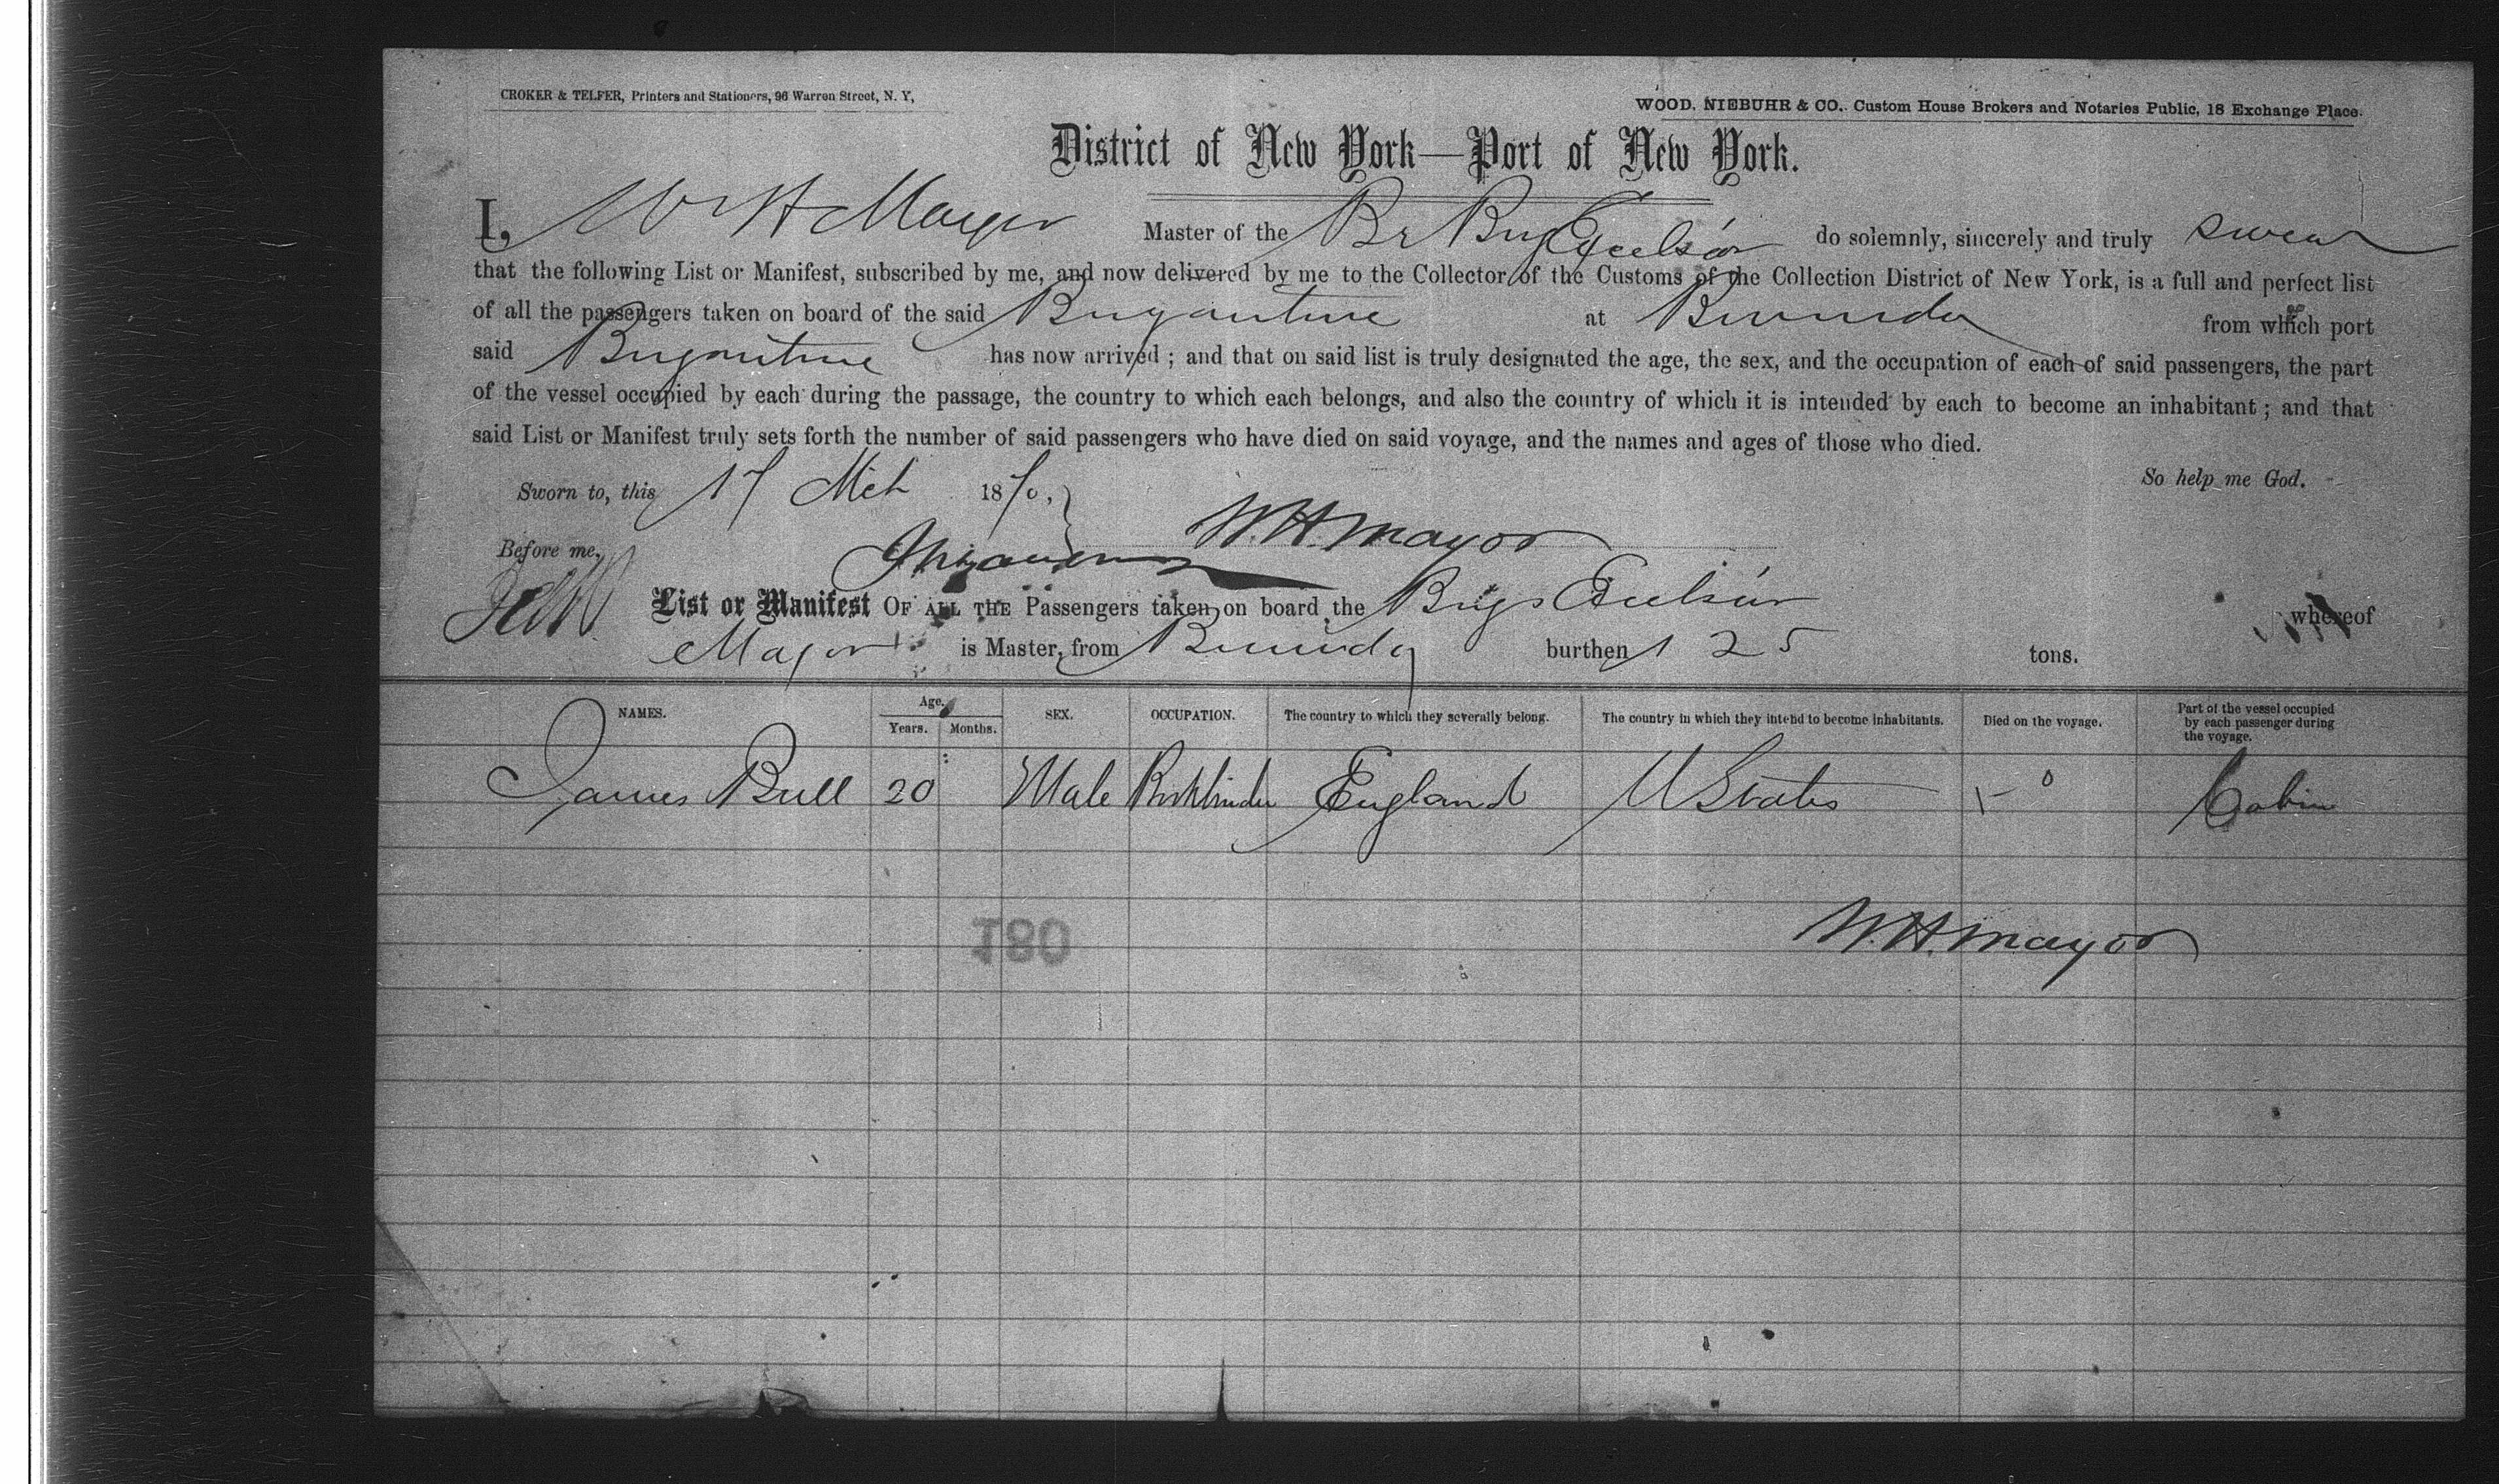 CROKER & TELFER, Printers and Stationers, 96 Warren Street, N. Y,
WOOD, NIEBUHR & CO., Custom House Brokers and Notaries Public, 18 Exchange Place.
District of New York—Port of New York.
I, W H Mayor Master of the Br Brig Excelsior do solemnly, sincerely and truly swear
that the following List or Manifest, subscribed by me, and now delivered by me to the Collector of the Customs of the Collection District of New York, is a full and perfect list
of all the passengers taken on board of the said Brigantine at Bermuda from which port
said Brigantine has now arrived ; and that on said list is truly designated the age, the sex, and the occupation of each of said passengers, the part
of the vessel occupied by each during the passage, the country to which each belongs, and also the country of which it is intended by each to become an inhabitant ; and that
said List or Manifest truly sets forth the number of said passengers who have died on said voyage, and the names and ages of those who died.
Sworn to, this 17 Mch 1870, So help me God.
W. H. Mayor
Before me,
List or Manifest OF ALL THE Passengers taken on board the Brig Excelsior whereof
Mayor is Master, from Bermuda burthen 125 tons.
NAMES. Age. Years. Months. SEX. OCCUPATION. The country to which they severally belong. The country in which they intend to become inhabitants. Died on the voyage. Part of the vessel occupied by each passenger during the voyage.
James Bull 20 Male Bookbinder England U States 0 Cabin
W. H. Mayor
180